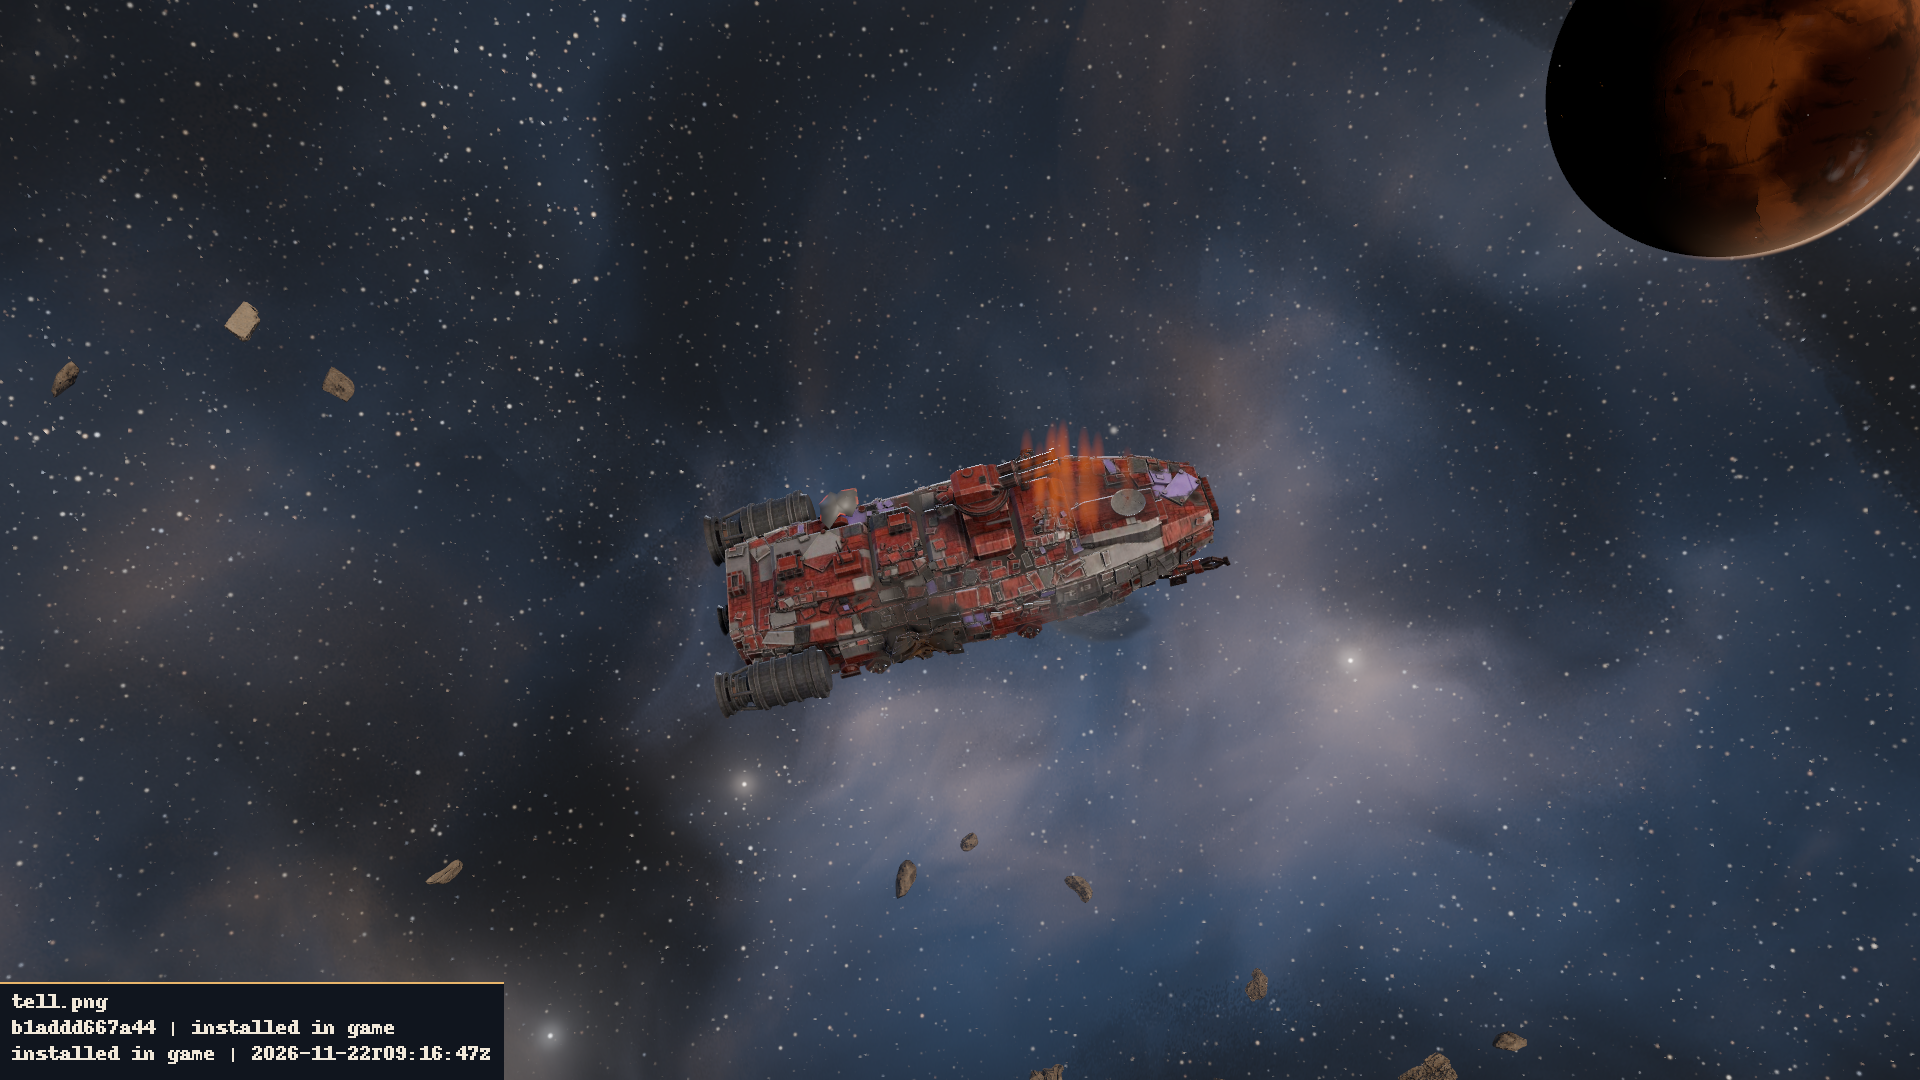 tell.png
b1addd667a44 | installed in game
installed in game | 2026-11-22T09:16:47Z